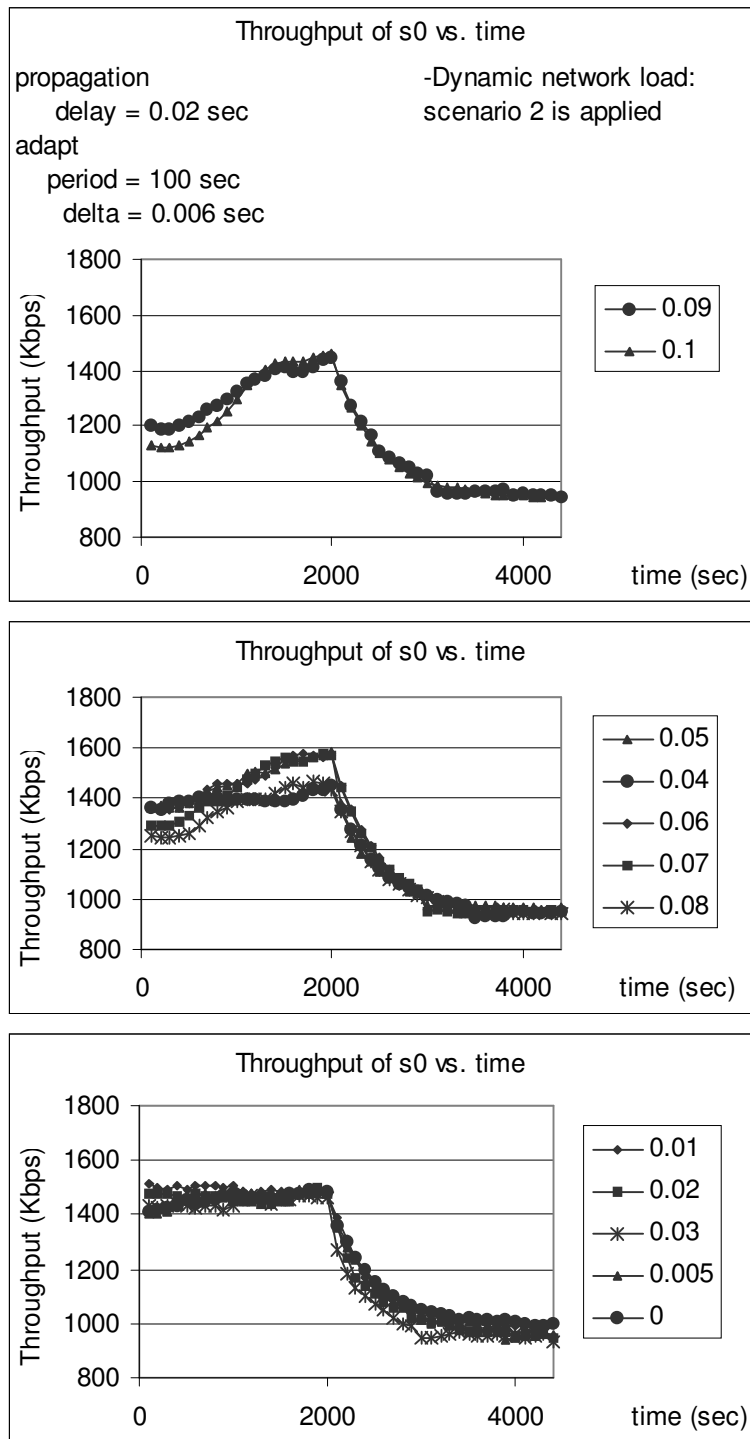 Throughput of s0 vs. time
propagation
delay = 0.02 sec
adapt
period = 100 sec
delta = 0.006 sec
-Dynamic network load:
scenario 2 is applied
Throughput (Kbps)
1800
1600
1400
1200
1000
800
0 2000 4000 time (sec)
0.09
0.1
Throughput of s0 vs. time
Throughput (Kbps)
1800
1600
1400
1200
1000
800
0 2000 4000 time (sec)
0.05
0.04
0.06
0.07
0.08
Throughput of s0 vs. time
Throughput (Kbps)
1800
1600
1400
1200
1000
800
0 2000 4000 time (sec)
0.01
0.02
0.03
0.005
0